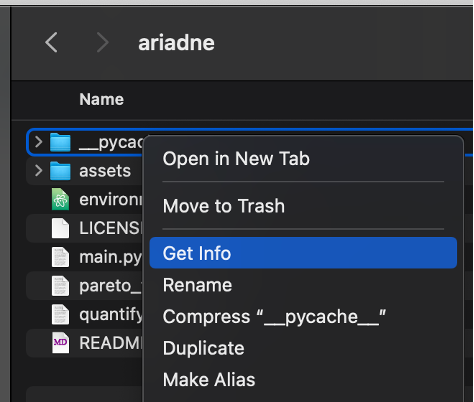 ariadne
Name
__pycac
Open in New Tab
assets
environ
Move to Trash
LICENS
main.py
Get Info
pareto_
Rename
quantify
Compress “__pycache__”
README
MD
Duplicate
Make Alias